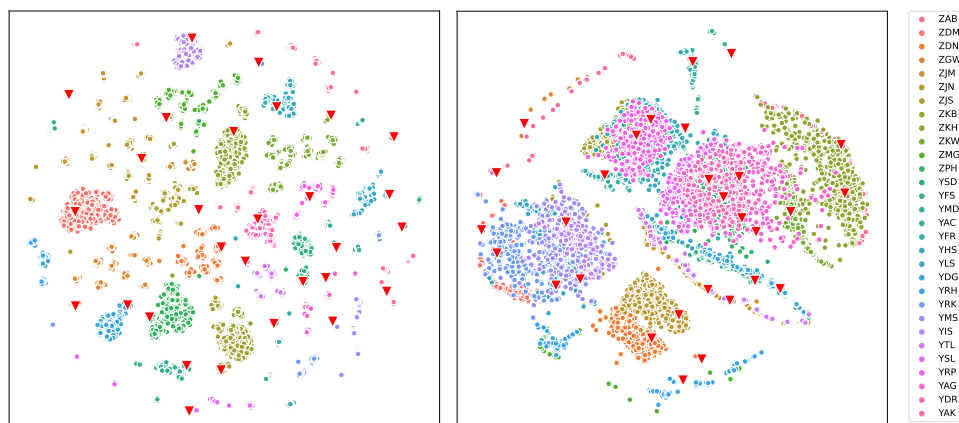 ZAB
ZDM
ZDN
ZGW
ZJM
ZJN
ZJS
ZKB
ZKH
ZKW
ZMG
ZPH
YSD
YFS
YMD
YAC
YFR
YHS
YLS
YDG
YRH
YRK
YMS
YIS
YTL
YSL
YRP
YAG
YDR
YAK